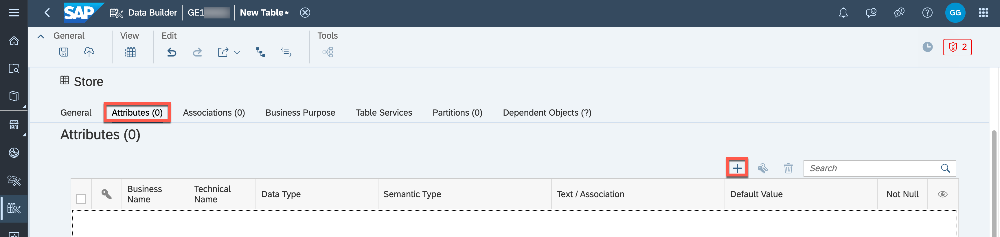 SAP Data Builder GE1 New Table * GG
General View Edit Tools
2
Store
General Attributes (0) Associations (0) Business Purpose Table Services Partitions (0) Dependent Objects (?)
Attributes (0)
Search
Business Name Technical Name Data Type Semantic Type Text / Association Default Value Not Null